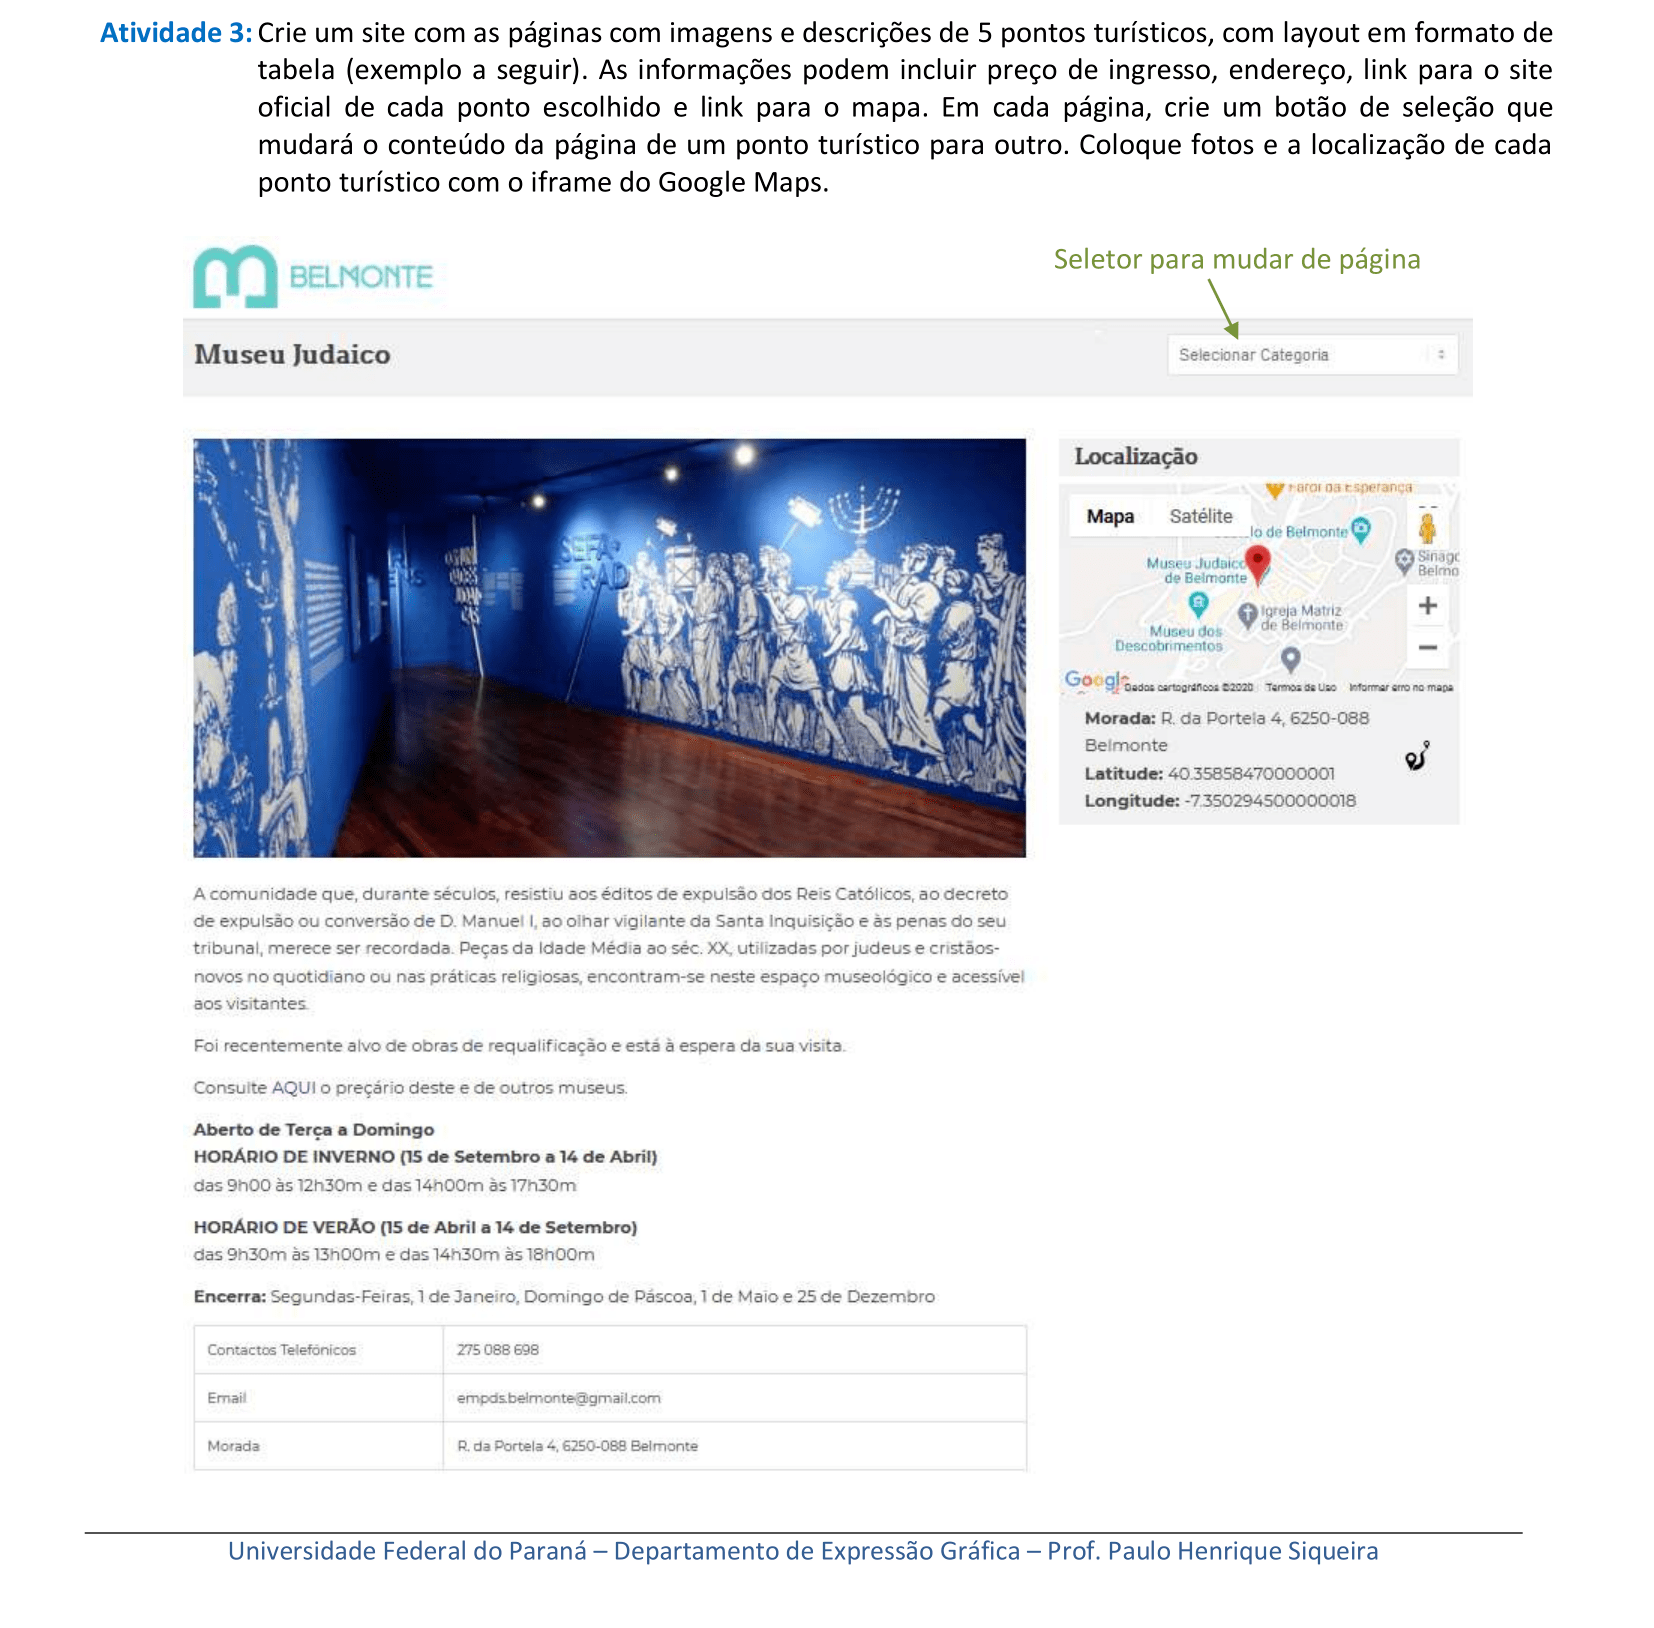 Atividade 3: Crie um site com as páginas com imagens e descrições de 5 pontos turísticos, com layout em formato de
tabela (exemplo a seguir). As informações podem incluir preço de ingresso, endereço, link para o site
oficial de cada ponto escolhido e link para o mapa. Em cada página, crie um botão de seleção que
mudará o conteúdo da página de um ponto turístico para outro. Coloque fotos e a localização de cada
ponto turístico com o iframe do Google Maps.
BELMONTE
Seletor para mudar de página
Museu Judaico
Selecionar Categoria
SEFA-
RAD
Localização
Farol da Esperança
Mapa Satélite
lo de Belmonte
Museu Judaico
de Belmonte
Sinag
Belmo
Igreja Matriz
de Belmonte
Museu dos
Descobrimentos
Google
Dados cartográficos ©2020 Termos de Uso Informar erro no mapa
Morada: R. da Portela 4, 6250-088
Belmonte
Latitude: 40.35858470000001
Longitude: -7.350294500000018
A comunidade que, durante séculos, resistiu aos éditos de expulsão dos Reis Católicos, ao decreto
de expulsão ou conversão de D. Manuel I, ao olhar vigilante da Santa Inquisição e às penas do seu
tribunal, merece ser recordada. Peças da Idade Média ao séc. XX, utilizadas por judeus e cristãos-
novos no quotidiano ou nas práticas religiosas, encontram-se neste espaço museológico e acessível
aos visitantes.
Foi recentemente alvo de obras de requalificação e está à espera da sua visita.
Consulte AQUI o preçário deste e de outros museus.
Aberto de Terça a Domingo
HORÁRIO DE INVERNO (15 de Setembro a 14 de Abril)
das 9h00 às 12h30m e das 14h00m às 17h30m
HORÁRIO DE VERÃO (15 de Abril a 14 de Setembro)
das 9h30m às 13h00m e das 14h30m às 18h00m
Encerra: Segundas-Feiras, 1 de Janeiro, Domingo de Páscoa, 1 de Maio e 25 de Dezembro
Contactos Telefónicos 275 088 698
Email empds.belmonte@gmail.com
Morada R. da Portela 4, 6250-088 Belmonte
Universidade Federal do Paraná – Departamento de Expressão Gráfica – Prof. Paulo Henrique Siqueira